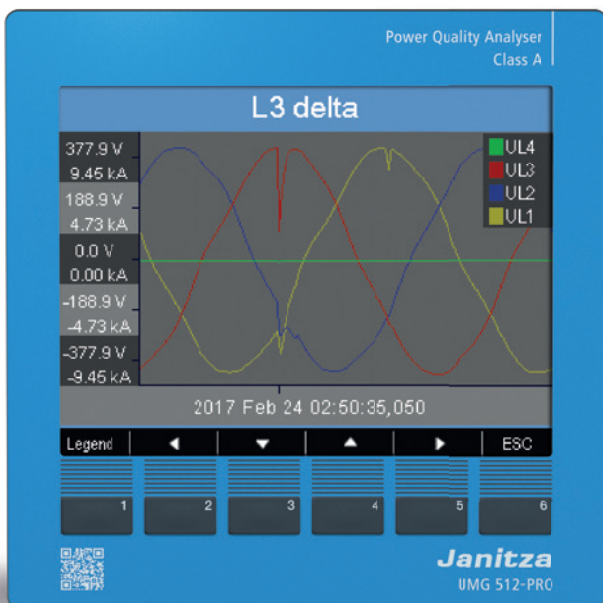 Power Quality Analyser
Class A
L3 delta
377.9 V
9.45 kA
188.9 V
4.73 kA
0.0 V
0.00 kA
-188.9 V
-4.73 kA
-377.9 V
-9.45 kA
UL4
UL3
UL2
UL1
2017 Feb 24 02:50:35,050
Legend ◄ ▼ ▲ ► ESC
1 2 3 4 5 6
Janitza
UMG 512-PRO